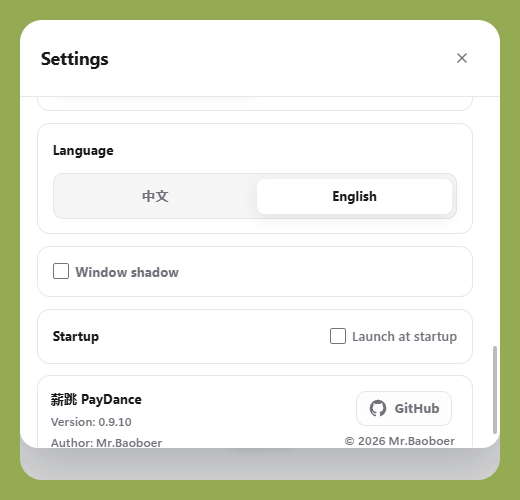 Settings
Language
中文 English
Window shadow
Startup Launch at startup
薪跳 PayDance
GitHub
Version: 0.9.10
Author: Mr.Baoboer
© 2026 Mr.Baoboer